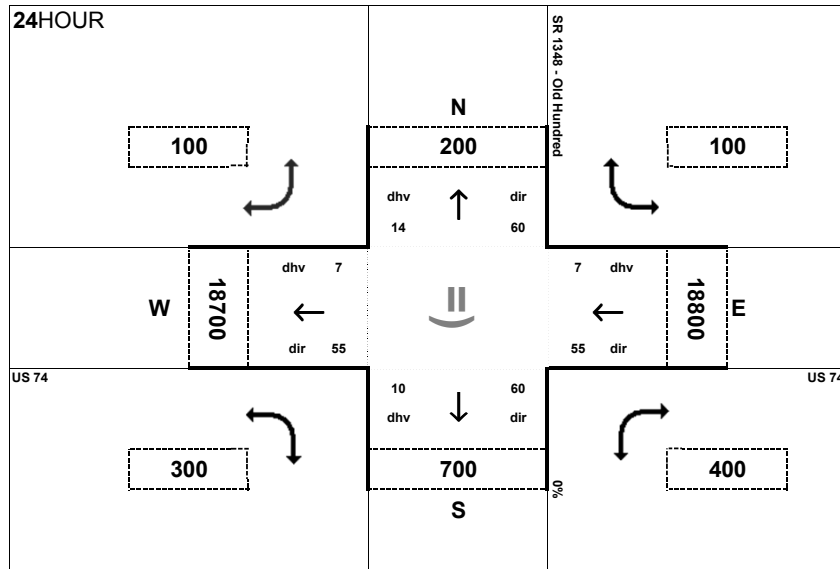 24HOUR
SR 1348 - Old Hundred
N
100
200
100
dhv
dir
14
60
dhv 7
7 dhv
W
18700
18800
E
dir 55
55 dir
US 74
US 74
10
60
dhv
dir
300
700
400
0%
S